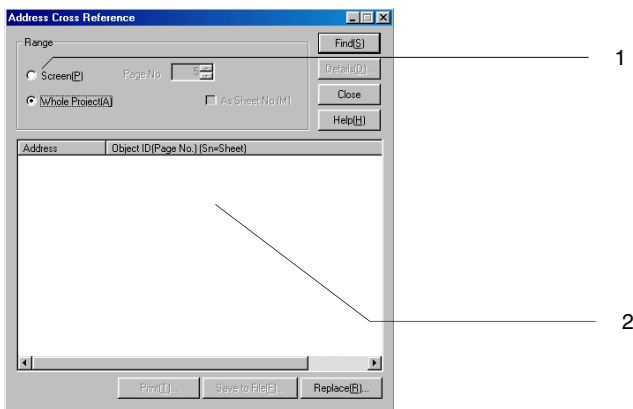 Address Cross Reference
Range
Find(S)
1
Screen(P) Page No. 5
Details(D)...
Whole Project(A) As Sheet No.(M)
Close
Help(H)
Address Object ID(Page No.) (Sn=Sheet)
2
Print(I)... Save to File(F)... Replace(R)...